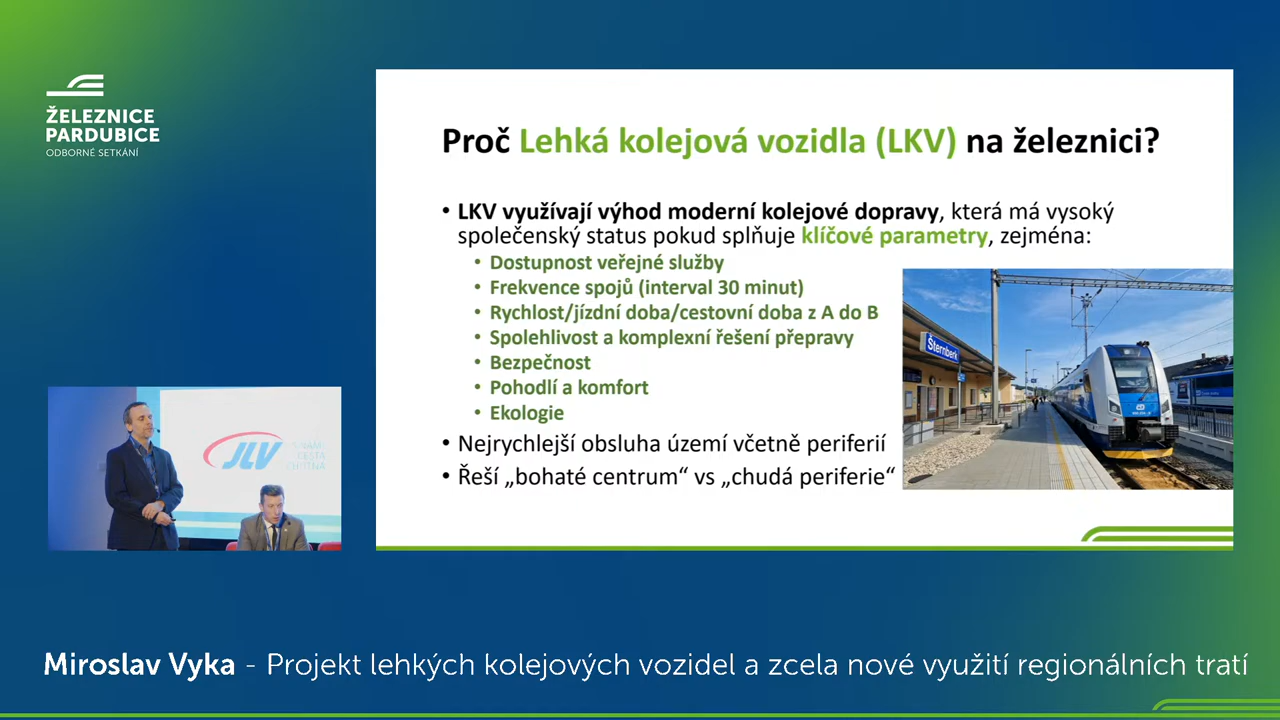 ŽELEZNICE
PARDUBICE
ODBORNÉ SETKÁNÍ
Proč Lehká kolejová vozidla (LKV) na železnici?
• LKV využívají výhod moderní kolejové dopravy, která má vysoký
společenský status pokud splňuje klíčové parametry, zejména:
• Dostupnost veřejné služby
• Frekvence spojů (interval 30 minut)
• Rychlost/jízdní doba/cestovní doba z A do B
• Spolehlivost a komplexní řešení přepravy
• Bezpečnost
• Pohodlí a komfort
• Ekologie
• Nejrychlejší obsluha území včetně periferií
• Řeší „bohaté centrum“ vs „chudá periferie“
Šternberk
JLV
Miroslav Vyka - Projekt lehkých kolejových vozidel a zcela nové využití regionálních tratí